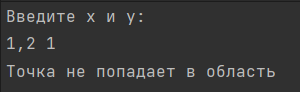 Введите x и y:
1,2 1
Точка не попадает в область